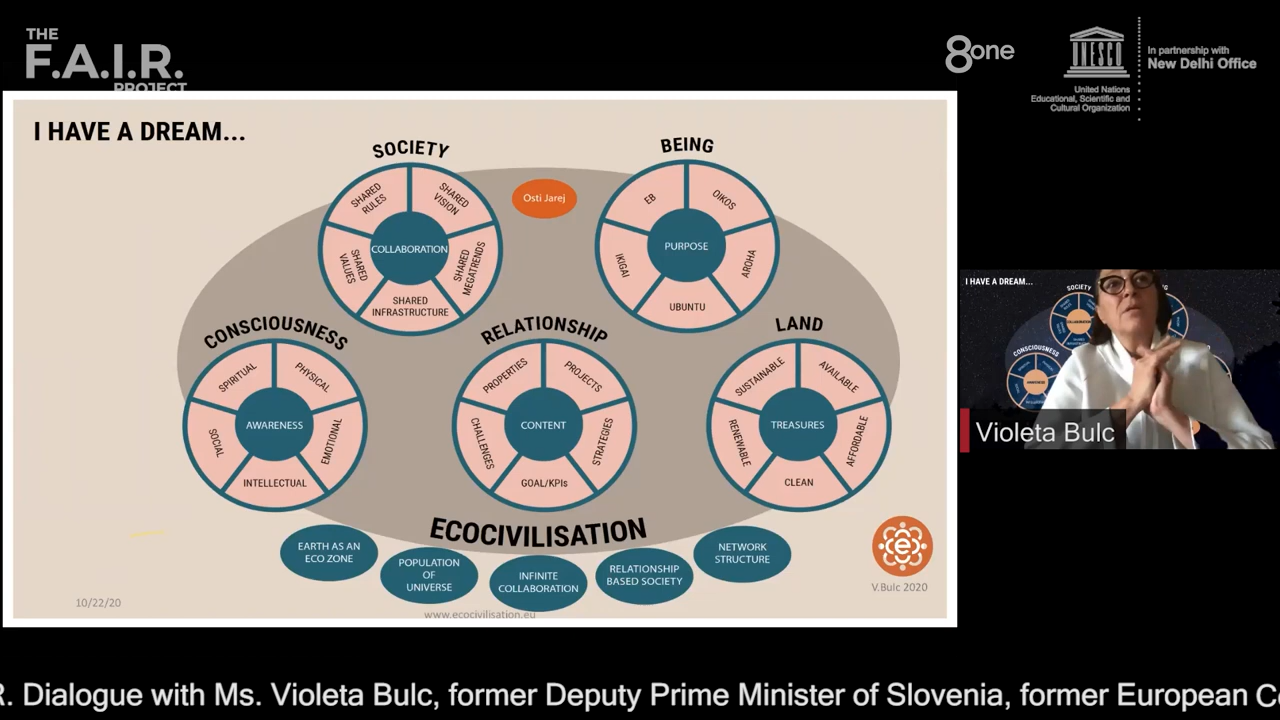 THE
F.A.I.R.
PROJECT
8one
UNESCO
United Nations
Educational, Scientific and
Cultural Organization
In partnership with
New Delhi Office
I HAVE A DREAM...
SOCIETY
SHARED
RULES
SHARED
VISION
SHARED
VALUES
COLLABORATION
SHARED
MEGATRENDS
SHARED
INFRASTRUCTURE
Osti Jarej
BEING
EB
OIKOS
IKIGAI
PURPOSE
AROHA
UBUNTU
CONSCIOUSNESS
SPIRITUAL
PHYSICAL
SOCIAL
AWARENESS
EMOTIONAL
INTELLECTUAL
RELATIONSHIP
PROPERTIES
PROJECTS
CHALLENGES
CONTENT
STRATEGIES
GOAL/KPIs
LAND
SUSTAINABLE
AVAILABLE
RENEWABLE
TREASURES
AFFORDABLE
CLEAN
ECOCIVILISATION
EARTH AS AN
ECO ZONE
POPULATION
OF
UNIVERSE
INFINITE
COLLABORATION
RELATIONSHIP
BASED SOCIETY
NETWORK
STRUCTURE
e
V.Bulc 2020
10/22/20
www.ecocivilisation.eu
I HAVE A DREAM...
SOCIETY
CONSCIOUSNESS
Violeta Bulc
R. Dialogue with Ms. Violeta Bulc, former Deputy Prime Minister of Slovenia, former European C